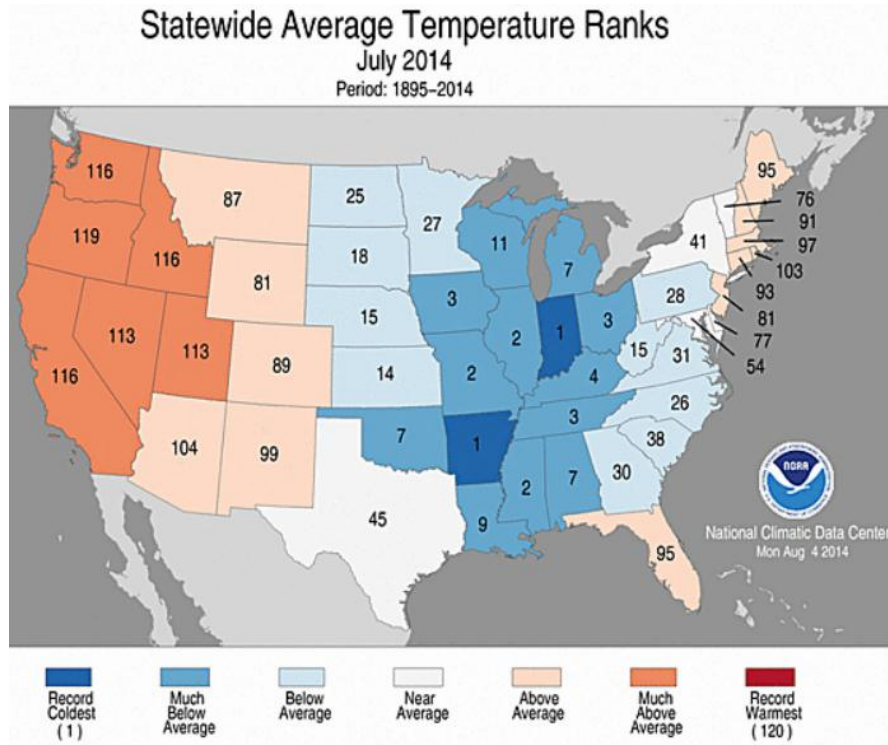 Statewide Average Temperature Ranks
July 2014
Period: 1895-2014
116
87
25
27
95
76
91
97
103
93
81
77
54
119
116
81
18
11
7
41
28
15
3
2
1
3
15
31
116
113
113
89
14
2
4
3
26
104
99
7
1
38
45
9
2
7
30
95
NOAA
National Climatic Data Center
Mon Aug 4 2014
Record
Coldest
(1)
Much
Below
Average
Below
Average
Near
Average
Above
Average
Much
Above
Average
Record
Warmest
(120)